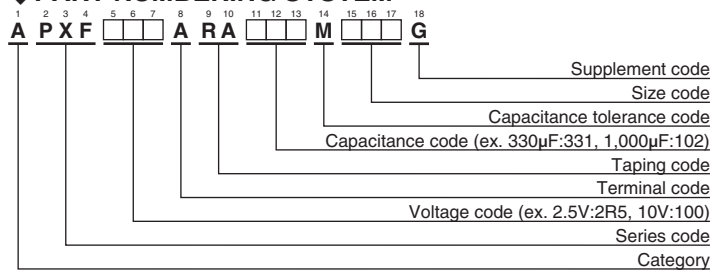 ◆PART NUMBERING SYSTEM
1 2 3 4 5 6 7 8 9 10 11 12 13 14 15 16 17 18
A P X F □□□ A R A □□□ M □□□ G
Supplement code
Size code
Capacitance tolerance code
Capacitance code (ex. 330µF:331, 1,000µF:102)
Taping code
Terminal code
Voltage code (ex. 2.5V:2R5, 10V:100)
Series code
Category